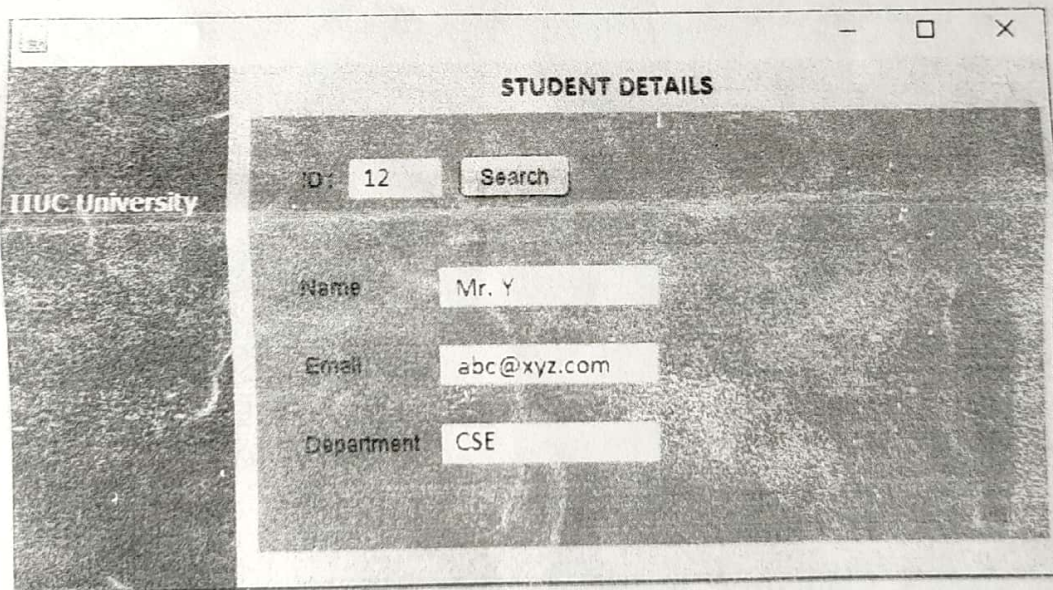 STUDENT DETAILS
ID: 12 Search
IIUC University
Name Mr. Y
Email abc@xyz.com
Department CSE